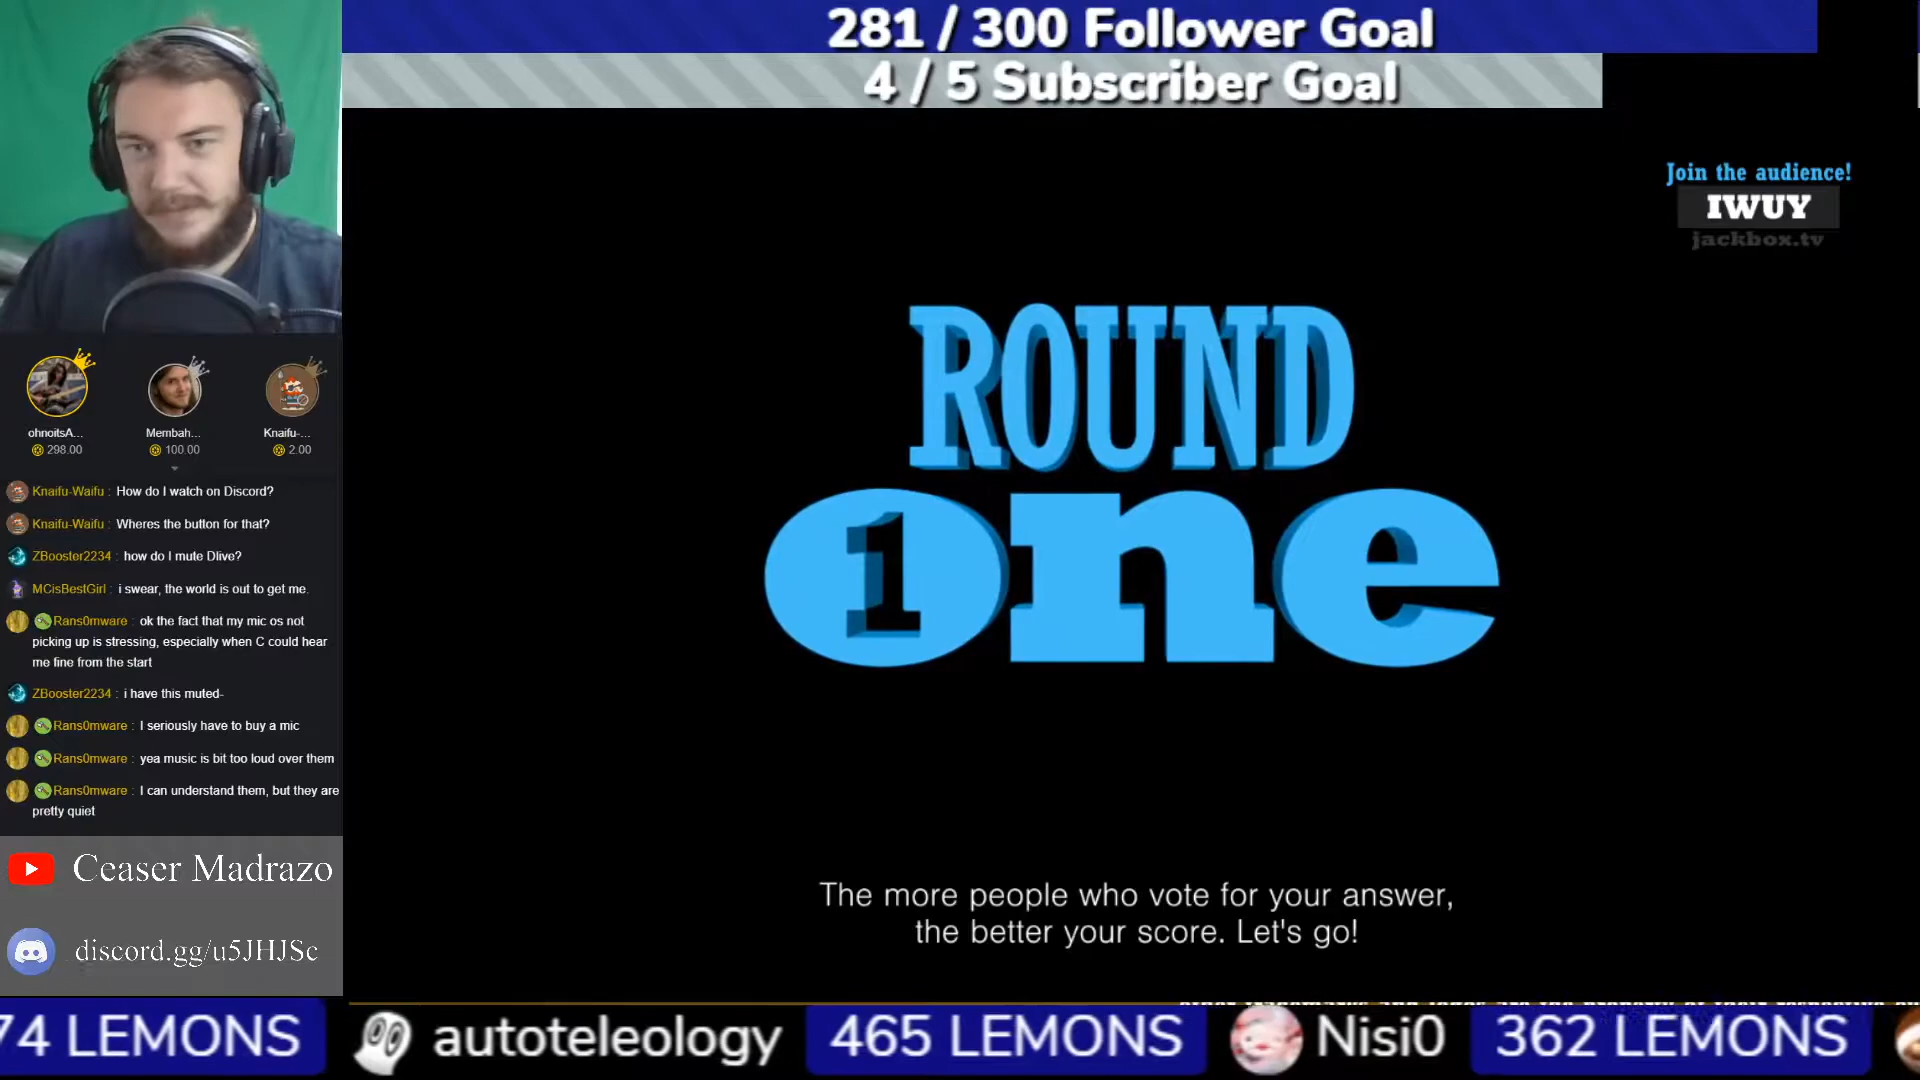 281 / 300 Follower Goal
4 / 5 Subscriber Goal
Join the audience!
IWUY
jackbox.tv
ROUND
One
1
The more people who vote for your answer,
the better your score. Let's go!
ohnoitsA...
298.00
Membah...
100.00
Knaifu-...
2.00
Knaifu-Waifu : How do I watch on Discord?
Knaifu-Waifu : Wheres the button for that?
ZBooster2234 : how do I mute Dlive?
MCisBestGirl : i swear, the world is out to get me.
Rans0mware : ok the fact that my mic os not
picking up is stressing, especially when C could hear
me fine from the start
ZBooster2234 : i have this muted-
Rans0mware : I seriously have to buy a mic
Rans0mware : yea music is bit too loud over them
Rans0mware : I can understand them, but they are
pretty quiet
Ceaser Madrazo
discord.gg/u5JHJSc
74 LEMONS
autoteleology
465 LEMONS
Nisi0
362 LEMONS